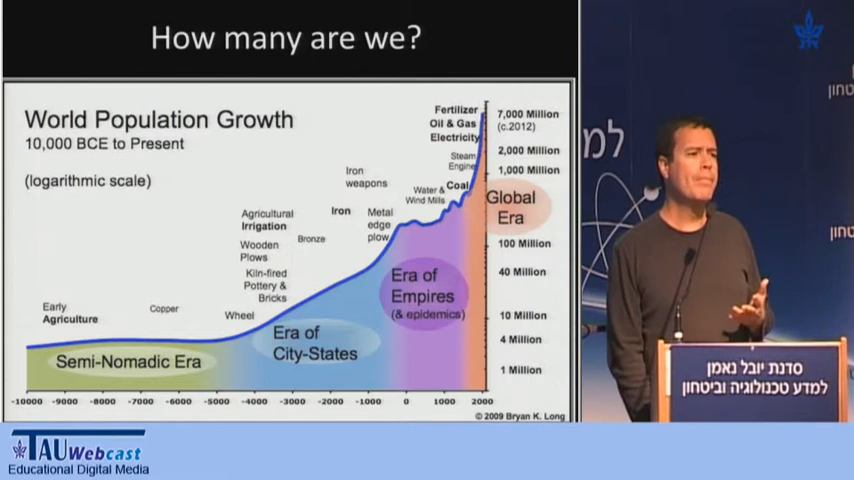 How many are we?
World Population Growth
10,000 BCE to Present
(logarithmic scale)
Fertilizer
Oil & Gas
Electricity
Steam
Engine
Coal
Water &
Wind Mills
Iron
weapons
Iron
Metal
edge
plow
Bronze
Agricultural
Irrigation
Wooden
Plows
Kiln-fired
Pottery &
Bricks
Wheel
Copper
Early
Agriculture
7,000 Million
(c.2012)
2,000 Million
1,000 Million
100 Million
40 Million
10 Million
4 Million
1 Million
Global
Era
Era of
Empires
(& epidemics)
Era of
City-States
Semi-Nomadic Era
-10000 -9000 -8000 -7000 -6000 -5000 -4000 -3000 -2000 -1000 0 1000 2000
© 2009 Bryan K. Long
למ
סדנת יובל נאמן
למדע טכנולוגיה וביטחון
TAU Webcast
Educational Digital Media